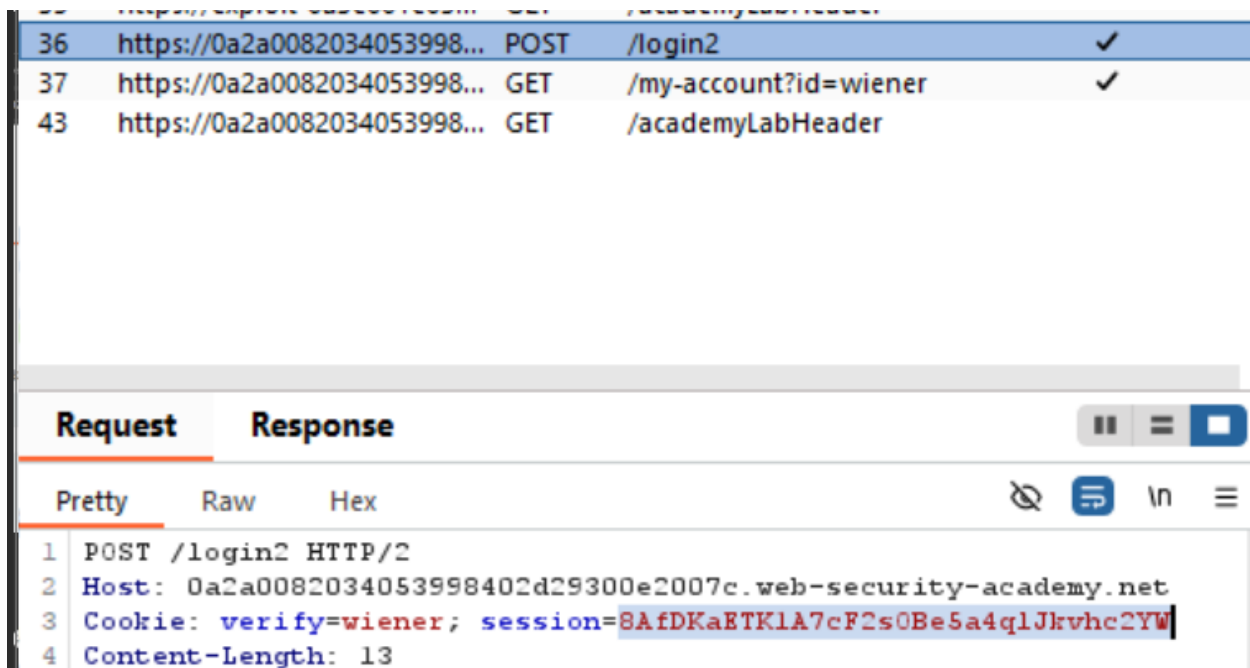 36 https://0a2a0082034053998... POST /login2 ✓
37 https://0a2a0082034053998... GET /my-account?id=wiener ✓
43 https://0a2a0082034053998... GET /academyLabHeader
Request Response
Pretty Raw Hex \n
1 POST /login2 HTTP/2
2 Host: 0a2a0082034053998402d29300e2007c.web-security-academy.net
3 Cookie: verify=wiener; session=8AfDKaETK1A7cF2s0Be5a4q1Jkvhc2YW
4 Content-Length: 13